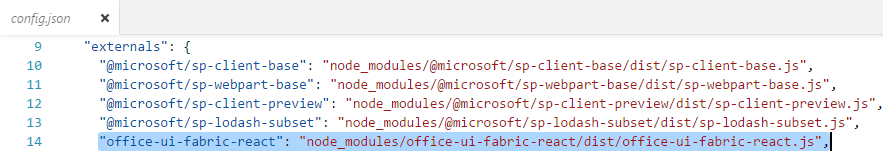 config.json ×
9 "externals": {
10 "@microsoft/sp-client-base": "node_modules/@microsoft/sp-client-base/dist/sp-client-base.js",
11 "@microsoft/sp-webpart-base": "node_modules/@microsoft/sp-webpart-base/dist/sp-webpart-base.js",
12 "@microsoft/sp-client-preview": "node_modules/@microsoft/sp-client-preview/dist/sp-client-preview.js",
13 "@microsoft/sp-lodash-subset": "node_modules/@microsoft/sp-lodash-subset/dist/sp-lodash-subset.js",
14 "office-ui-fabric-react": "node_modules/office-ui-fabric-react/dist/office-ui-fabric-react.js",